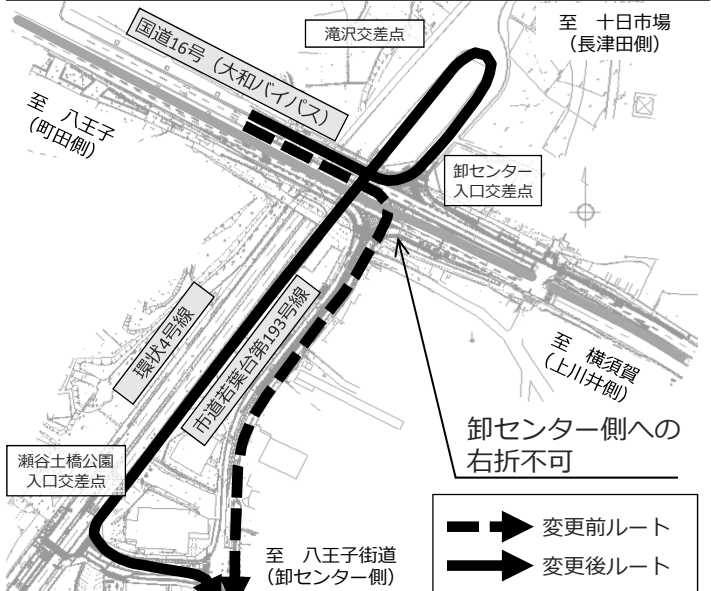 国道16号（大和バイパス）
滝沢交差点
至　十日市場
（長津田側）
至　八王子
（町田側）
卸センター
入口交差点
環状4号線
市道若葉台第193号線
至　横須賀
（上川井側）
卸センター側への
右折不可
瀬谷土橋公園
入口交差点
至　八王子街道
（卸センター側）
変更前ルート
変更後ルート